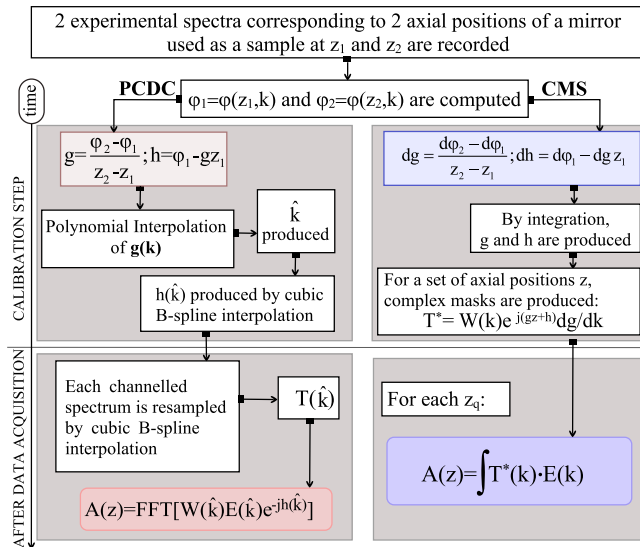 2 experimental spectra corresponding to 2 axial positions of a mirror
used as a sample at z₁ and z₂ are recorded
time
PCDC
φ₁=φ(z₁,k) and φ₂=φ(z₂,k) are computed
CMS
CALIBRATION STEP
g=(φ₂-φ₁)/(z₂-z₁); h=φ₁-gz₁
Polynomial Interpolation
of g(k)
k̂
produced
h(k̂) produced by cubic
B-spline interpolation
dg = (dφ₂ - dφ₁)/(z₂ - z₁); dh = dφ₁ - dg z₁
By integration,
g and h are produced
For a set of axial positions z,
complex masks are produced:
T*= W(k)e^j(gz+h) dg/dk
AFTER DATA ACQUISITION
Each channelled
spectrum is resampled
by cubic B-spline
interpolation
T(k̂)
A(z)=FFT[W(k̂)E(k̂)e^-jh(k̂)]
For each z_q:
A(z)=∫T*(k)·E(k)